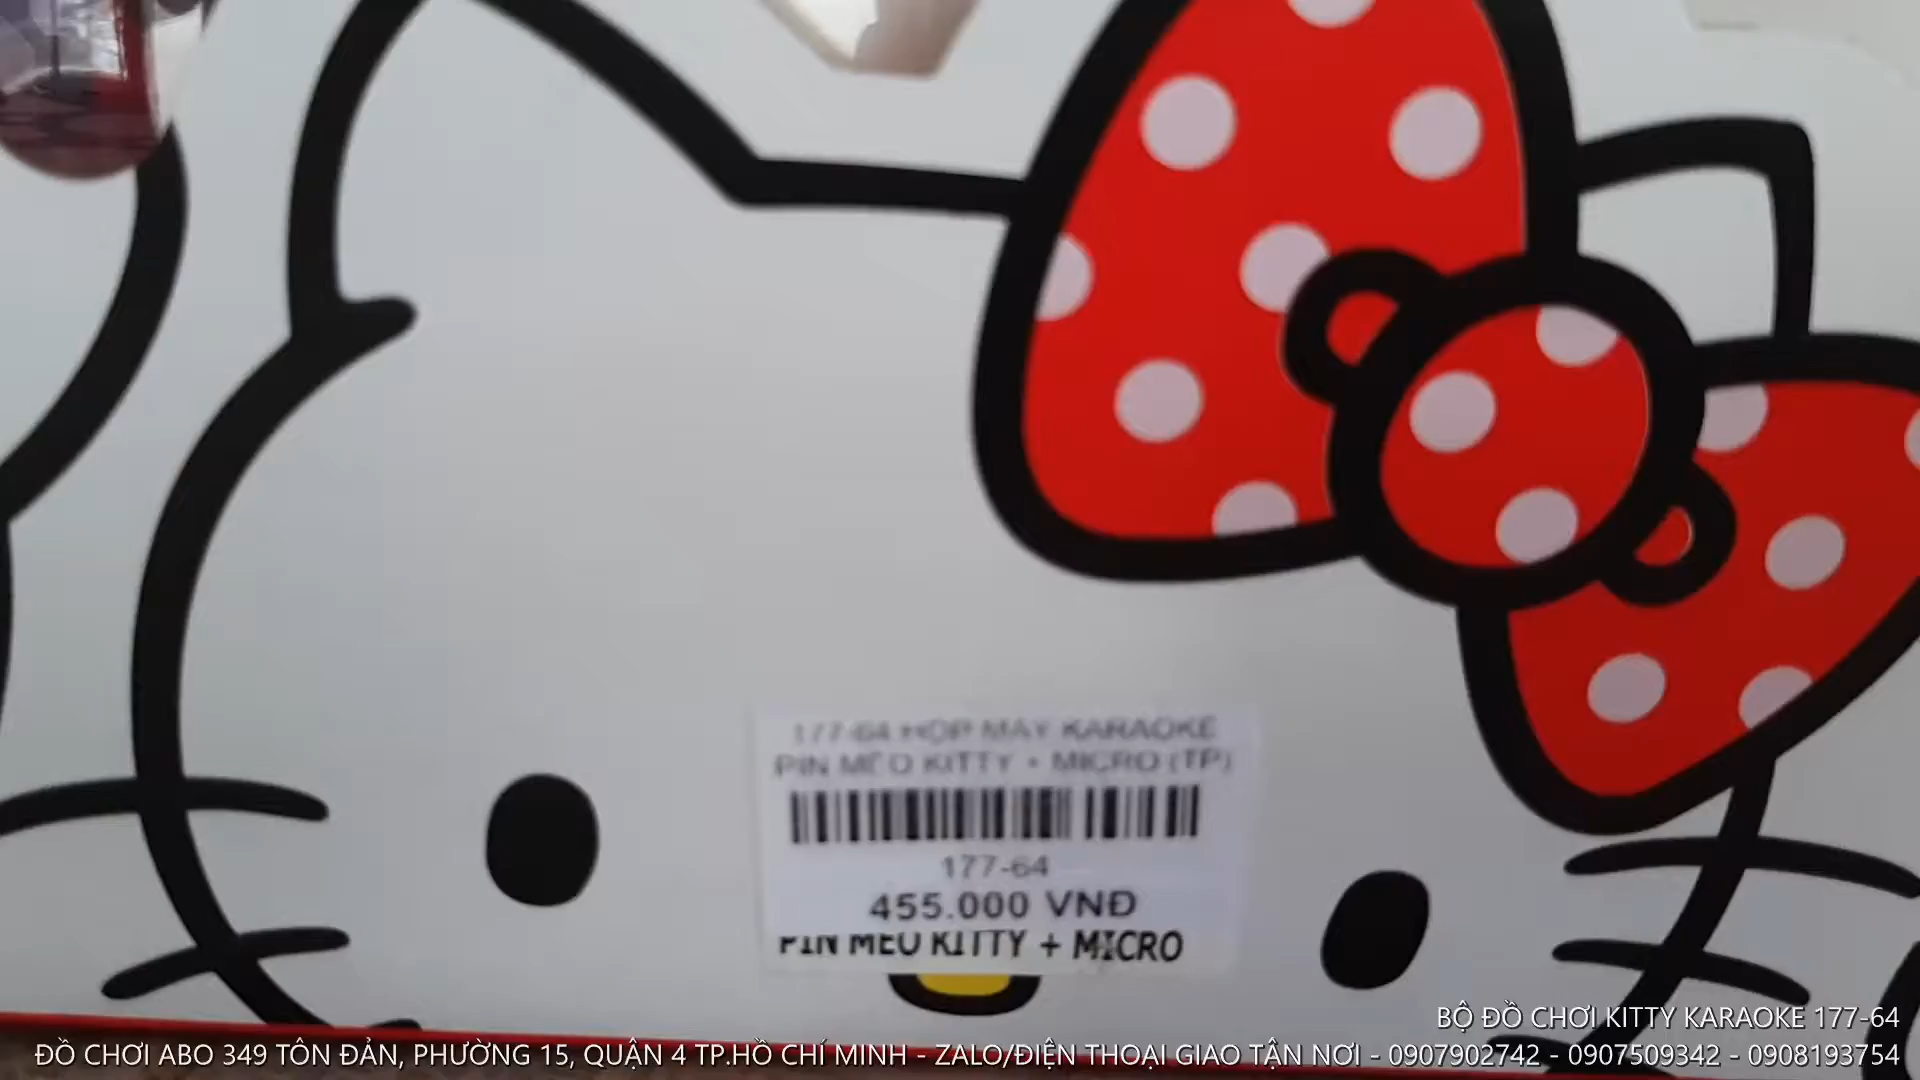 177-64 HỘP MÁY KARAOKE
PIN MÈO KITTY + MICRO (TP)
177-64
455.000 VNĐ
PIN MÈO KITTY + MICRO
BỘ ĐỒ CHƠI KITTY KARAOKE 177-64
ĐỒ CHƠI ABO 349 TÔN ĐẢN, PHƯỜNG 15, QUẬN 4 TP.HỒ CHÍ MINH - ZALO/ĐIỆN THOẠI GIAO TẬN NƠI - 0907902742 - 0907509342 - 0908193754